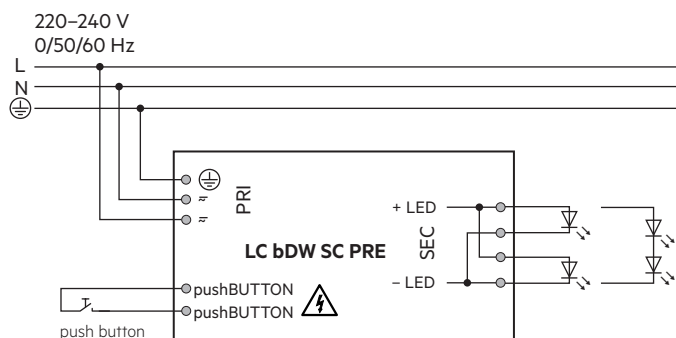 220–240 V
0/50/60 Hz
L
N
PRI
+ LED
SEC
LC bDW SC PRE
– LED
pushBUTTON
pushBUTTON
push button